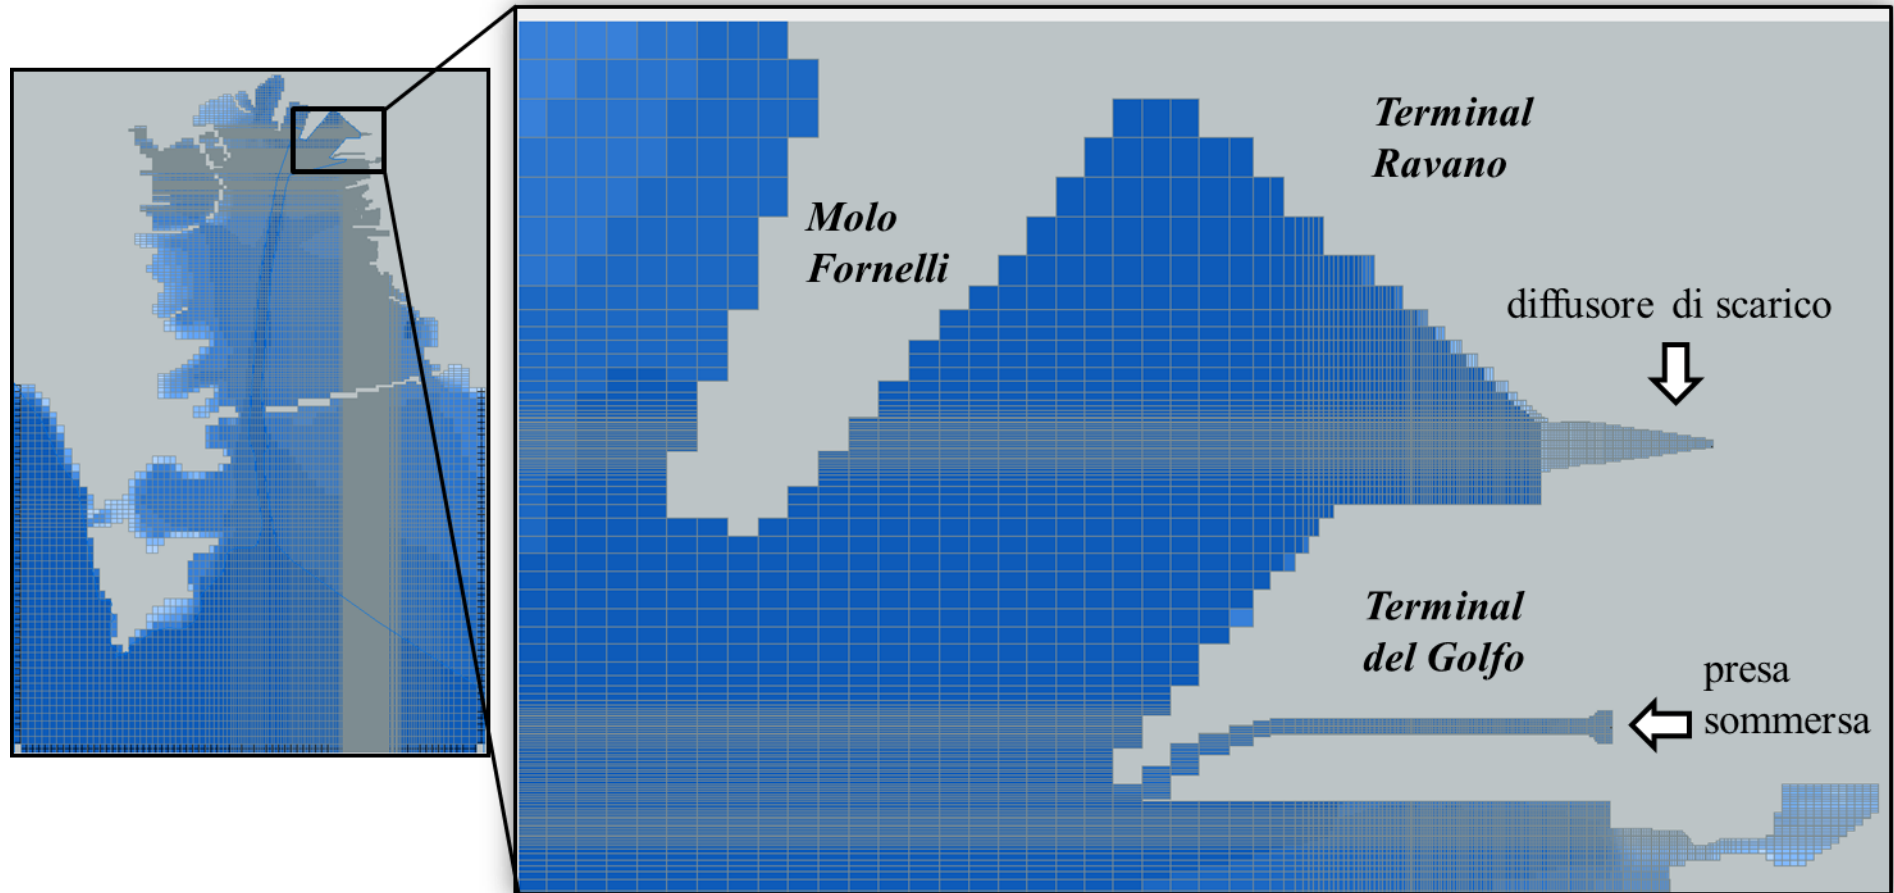 Terminal
Ravano
Molo
Fornelli
diffusore di scarico
Terminal
del Golfo
presa
sommersa